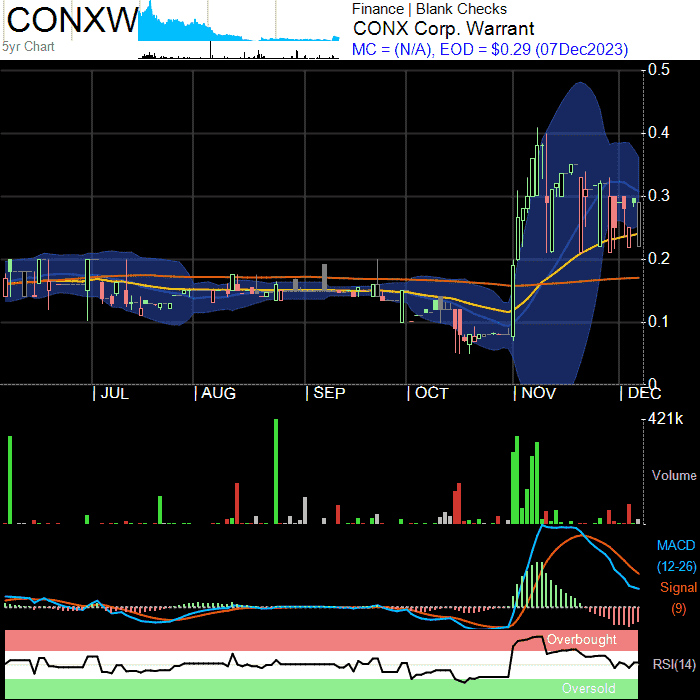 CONXW
5yr Chart
Finance | Blank Checks
CONX Corp. Warrant
MC = (N/A), EOD = $0.29 (07Dec2023)
0.5
0.4
0.3
0.2
0.1
0
JUL AUG SEP OCT NOV DEC
421k
Volume
MACD
(12-26)
Signal
(9)
Overbought
RSI(14)
Oversold